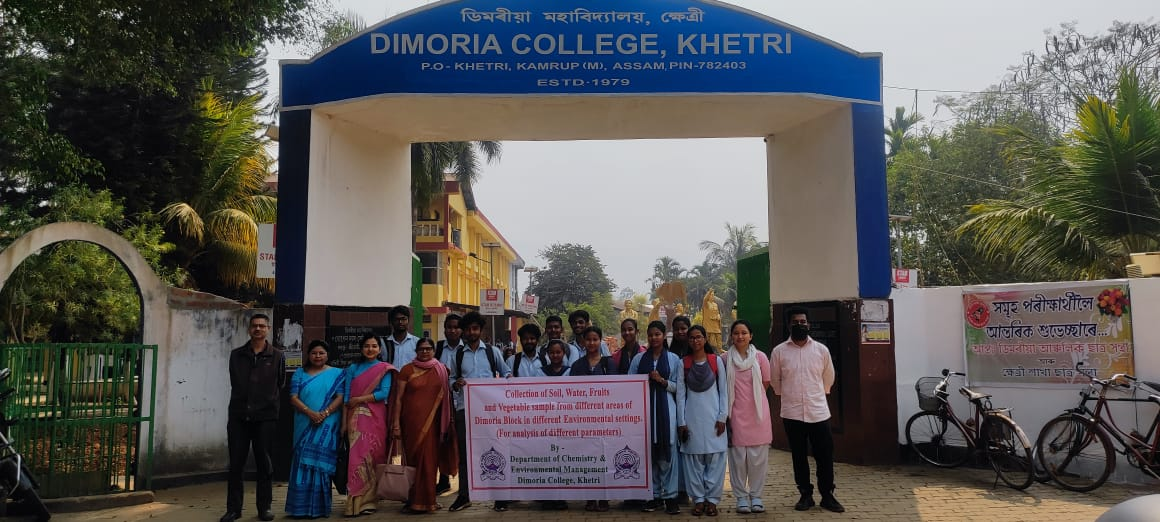 ডিমৰীয়া মহাবিদ্যালয়, ক্ষেত্ৰী
DIMORIA COLLEGE, KHETRI
P.O - KHETRI, KAMRUP (M), ASSAM, PIN-782403
ESTD-1979
সমূহ পৰীক্ষাৰ্থীলৈ
আন্তৰিক শুভেচ্ছাৰে...
Collection of Soil, Water, Fruits
and Vegetable sample from different areas of
Dimoria Block in different Environmental settings.
(For analysis of different parameters)
By -
Department of Chemistry &
Environmental Management
Dimoria College, Khetri